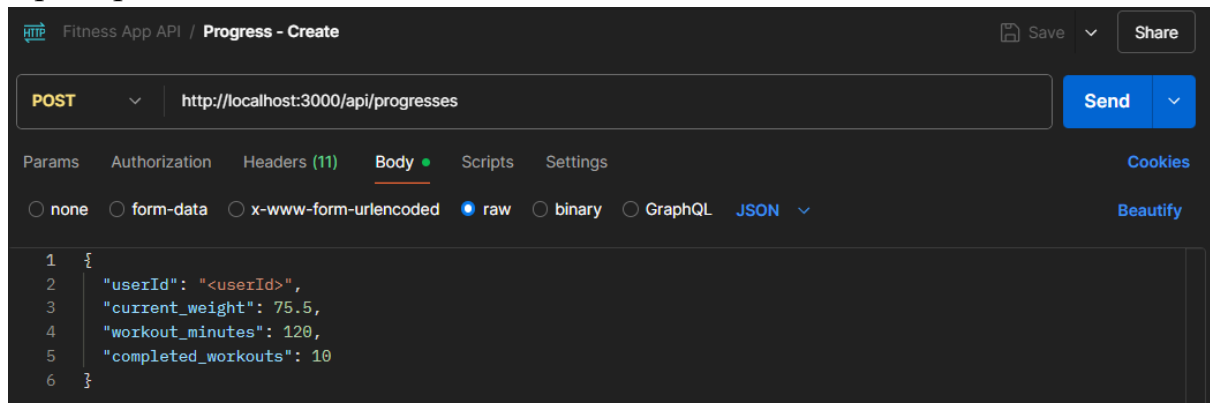 HTTP Fitness App API / Progress - Create Save Share
POST http://localhost:3000/api/progresses Send
Params Authorization Headers (11) Body Scripts Settings Cookies
none form-data x-www-form-urlencoded raw binary GraphQL JSON Beautify
1 {
2 "userId": "<userId>",
3 "current_weight": 75.5,
4 "workout_minutes": 120,
5 "completed_workouts": 10
6 }